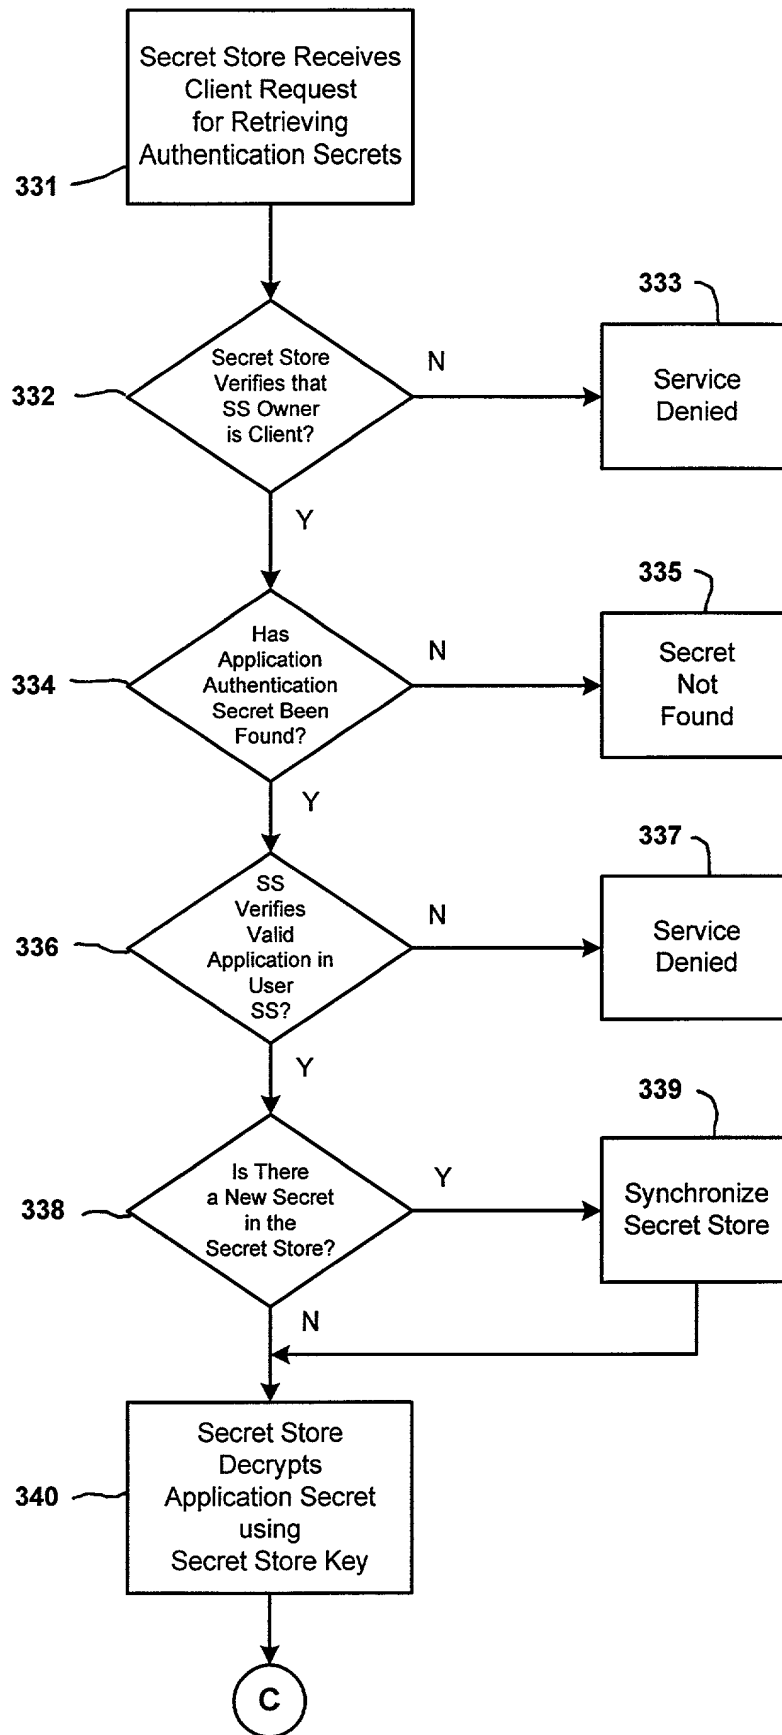 Secret Store Receives
Client Request
for Retrieving
Authentication Secrets
331
333
Secret Store
Verifies that
SS Owner
is Client?
332
N
Service
Denied
Y
335
Has
Application
Authentication
Secret Been
Found?
334
N
Secret
Not
Found
Y
337
SS
Verifies
Valid
Application in
User
SS?
336
N
Service
Denied
Y
339
Is There
a New Secret
in the
Secret Store?
338
Y
Synchronize
Secret Store
N
Secret Store
Decrypts
Application Secret
using
Secret Store Key
340
C